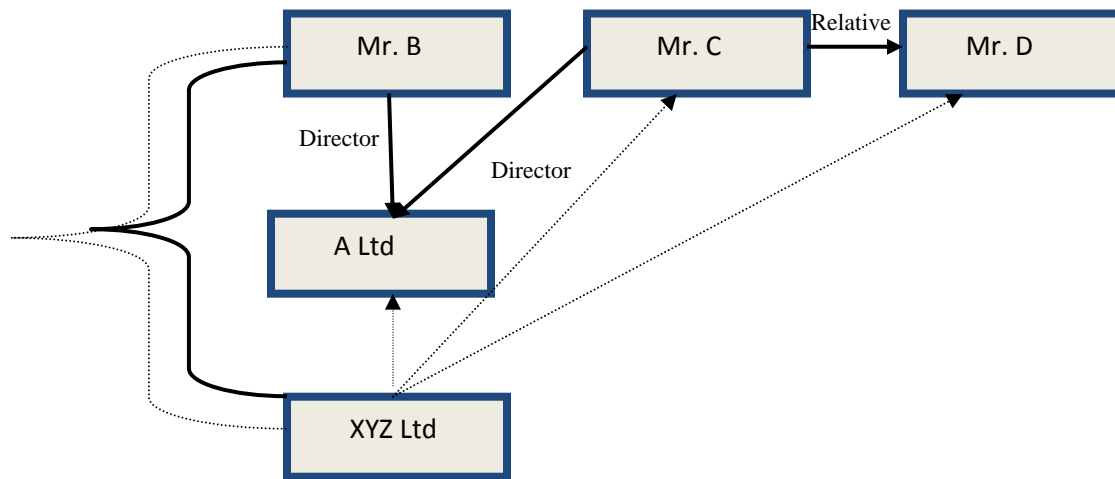 Relative
Mr. B
Mr. C
Mr. D
Director
Director
A Ltd
XYZ Ltd